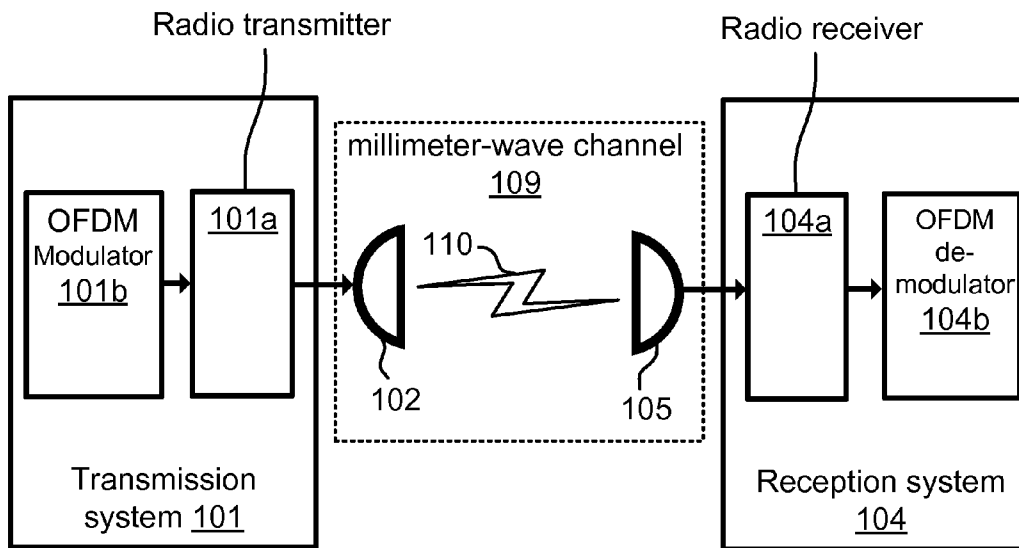 Radio transmitter
Radio receiver
millimeter-wave channel
109
OFDM
Modulator
101b
101a
110
102
105
104a
OFDM
de-
modulator
104b
Transmission
system 101
Reception system
104